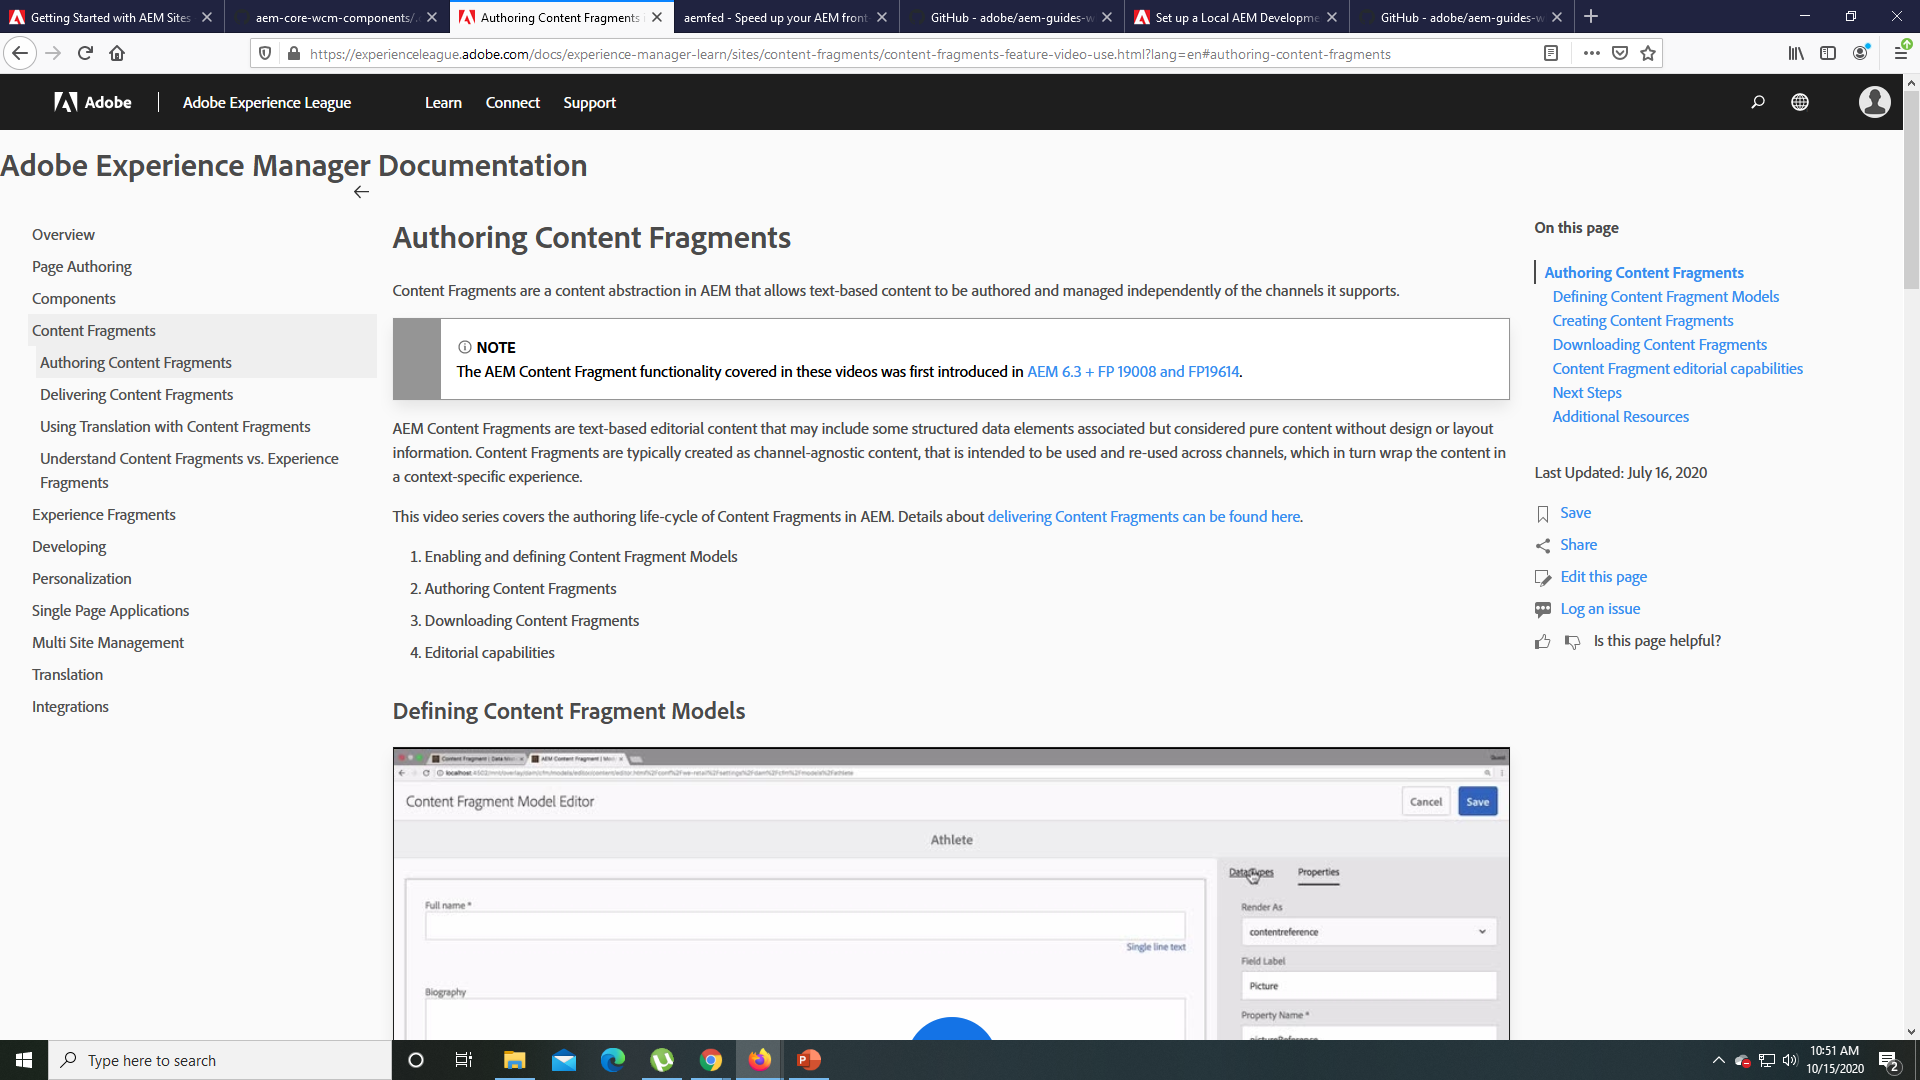 Getting Started with AEM Sites
aem-core-wcm-components/.
Authoring Content Fragments
aemfed - Speed up your AEM front
GitHub - adobe/aem-guides-w
Set up a Local AEM Developme
GitHub - adobe/aem-guides-w
https://experienceleague.adobe.com/docs/experience-manager-learn/sites/content-fragments/content-fragments-feature-video-use.html?lang=en#authoring-content-fragments
Adobe
Adobe Experience League
Learn
Connect
Support
Adobe Experience Manager Documentation
Overview
Page Authoring
Components
Content Fragments
Authoring Content Fragments
Delivering Content Fragments
Using Translation with Content Fragments
Understand Content Fragments vs. Experience
Fragments
Experience Fragments
Developing
Personalization
Single Page Applications
Multi Site Management
Translation
Integrations
Authoring Content Fragments
Content Fragments are a content abstraction in AEM that allows text-based content to be authored and managed independently of the channels it supports.
NOTE
The AEM Content Fragment functionality covered in these videos was first introduced in AEM 6.3 + FP 19008 and FP19614.
AEM Content Fragments are text-based editorial content that may include some structured data elements associated but considered pure content without design or layout
information. Content Fragments are typically created as channel-agnostic content, that is intended to be used and re-used across channels, which in turn wrap the content in
a context-specific experience.
This video series covers the authoring life-cycle of Content Fragments in AEM. Details about delivering Content Fragments can be found here.
1. Enabling and defining Content Fragment Models
2. Authoring Content Fragments
3. Downloading Content Fragments
4. Editorial capabilities
Defining Content Fragment Models
Content Fragment | Data
AEM Content Fragment | Mod
Content Fragment Model Editor
Cancel
Save
Athlete
Full name *
Single line text
Biography
Data Types
Properties
Render As
contentreference
Field Label
Picture
Property Name *
pictureReference
On this page
Authoring Content Fragments
Defining Content Fragment Models
Creating Content Fragments
Downloading Content Fragments
Content Fragment editorial capabilities
Next Steps
Additional Resources
Last Updated: July 16, 2020
Save
Share
Edit this page
Log an issue
Is this page helpful?
Type here to search
10:51 AM
10/15/2020
2